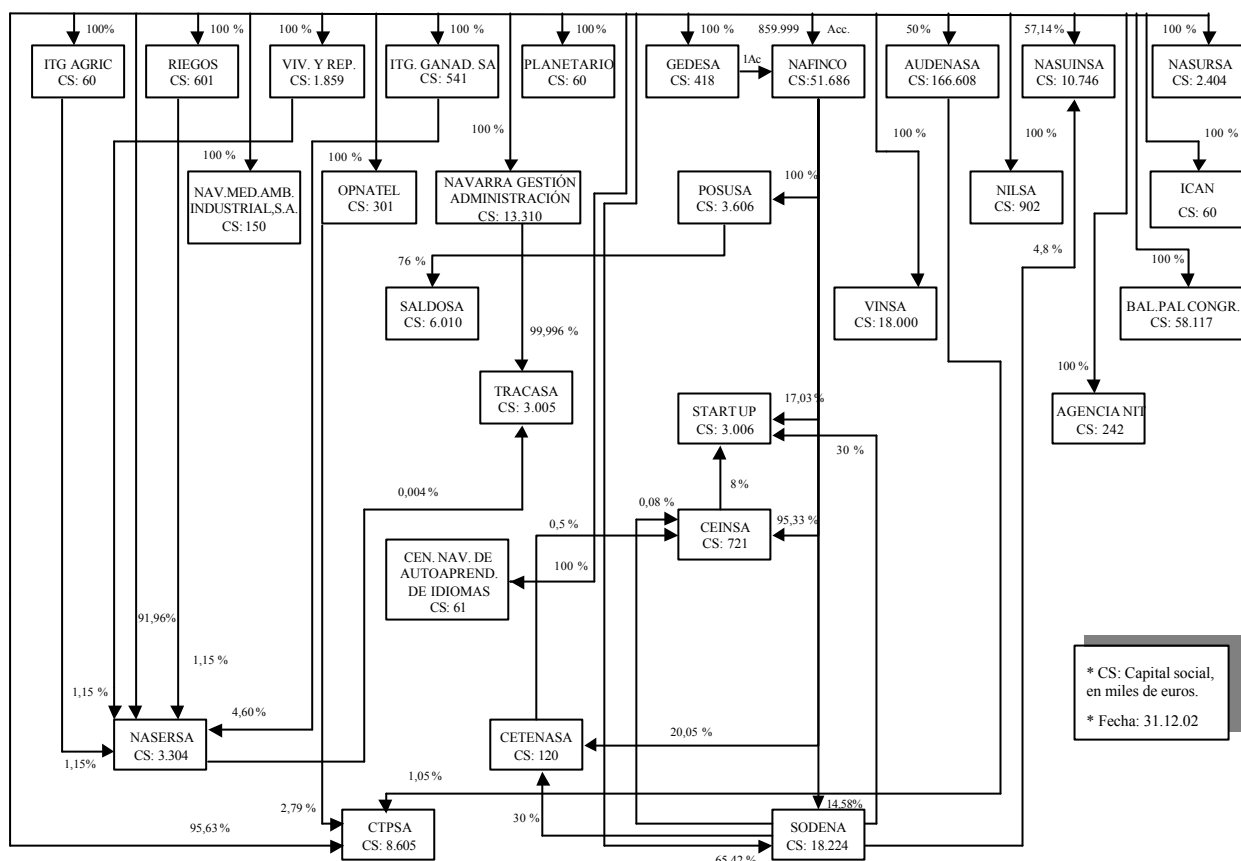 100%
100 %
100 %
100 %
100 %
100 %
859.999
Acc.
50%
57,14%
100 %
ITG AGRIC
CS: 60
RIEGOS
CS: 601
VIV. Y REP.
CS: 1.859
ITG. GANAD. SA
CS: 541
PLANETARIO
CS: 60
GEDESA
CS: 418
1Ac
NAFINCO
CS:51.686
AUDENASA
CS:166.608
NASUINSA
CS: 10.746
NASURSA
CS: 2.404
100 %
100 %
100 %
100 %
100 %
100 %
100 %
NAV.MED.AMB.
INDUSTRIAL,S.A.
CS: 150
OPNATEL
CS: 301
NAVARRA GESTIÓN
ADMINISTRACIÓN
CS: 13.310
POSUSA
CS: 3.606
NILSA
CS: 902
ICAN
CS: 60
4,8 %
76 %
100 %
SALDOSA
CS: 6.010
VINSA
CS:18.000
BAL.PAL CONGR.
CS: 58.117
99,996 %
100 %
TRACASA
CS: 3.005
START UP
CS: 3.006
17,03%
30 %
AGENCIA NIT
CS: 242
0,004 %
8%
0,08 %
0,5 %
95,33 %
CEINSA
CS: 721
CEN. NAV. DE
AUTOAPREND.
DE IDIOMAS
CS: 61
100 %
91,96%
1,15 %
1,15 %
4,60 %
* CS: Capital social,
en miles de euros.
* Fecha: 31.12.02
NASERSA
CS: 3.304
1,15%
CETENASA
CS: 120
20,05 %
1,05 %
2,79 %
95,63 %
CTPSA
CS: 8.605
30 %
14,58%
SODENA
CS: 18.224
65,42 %